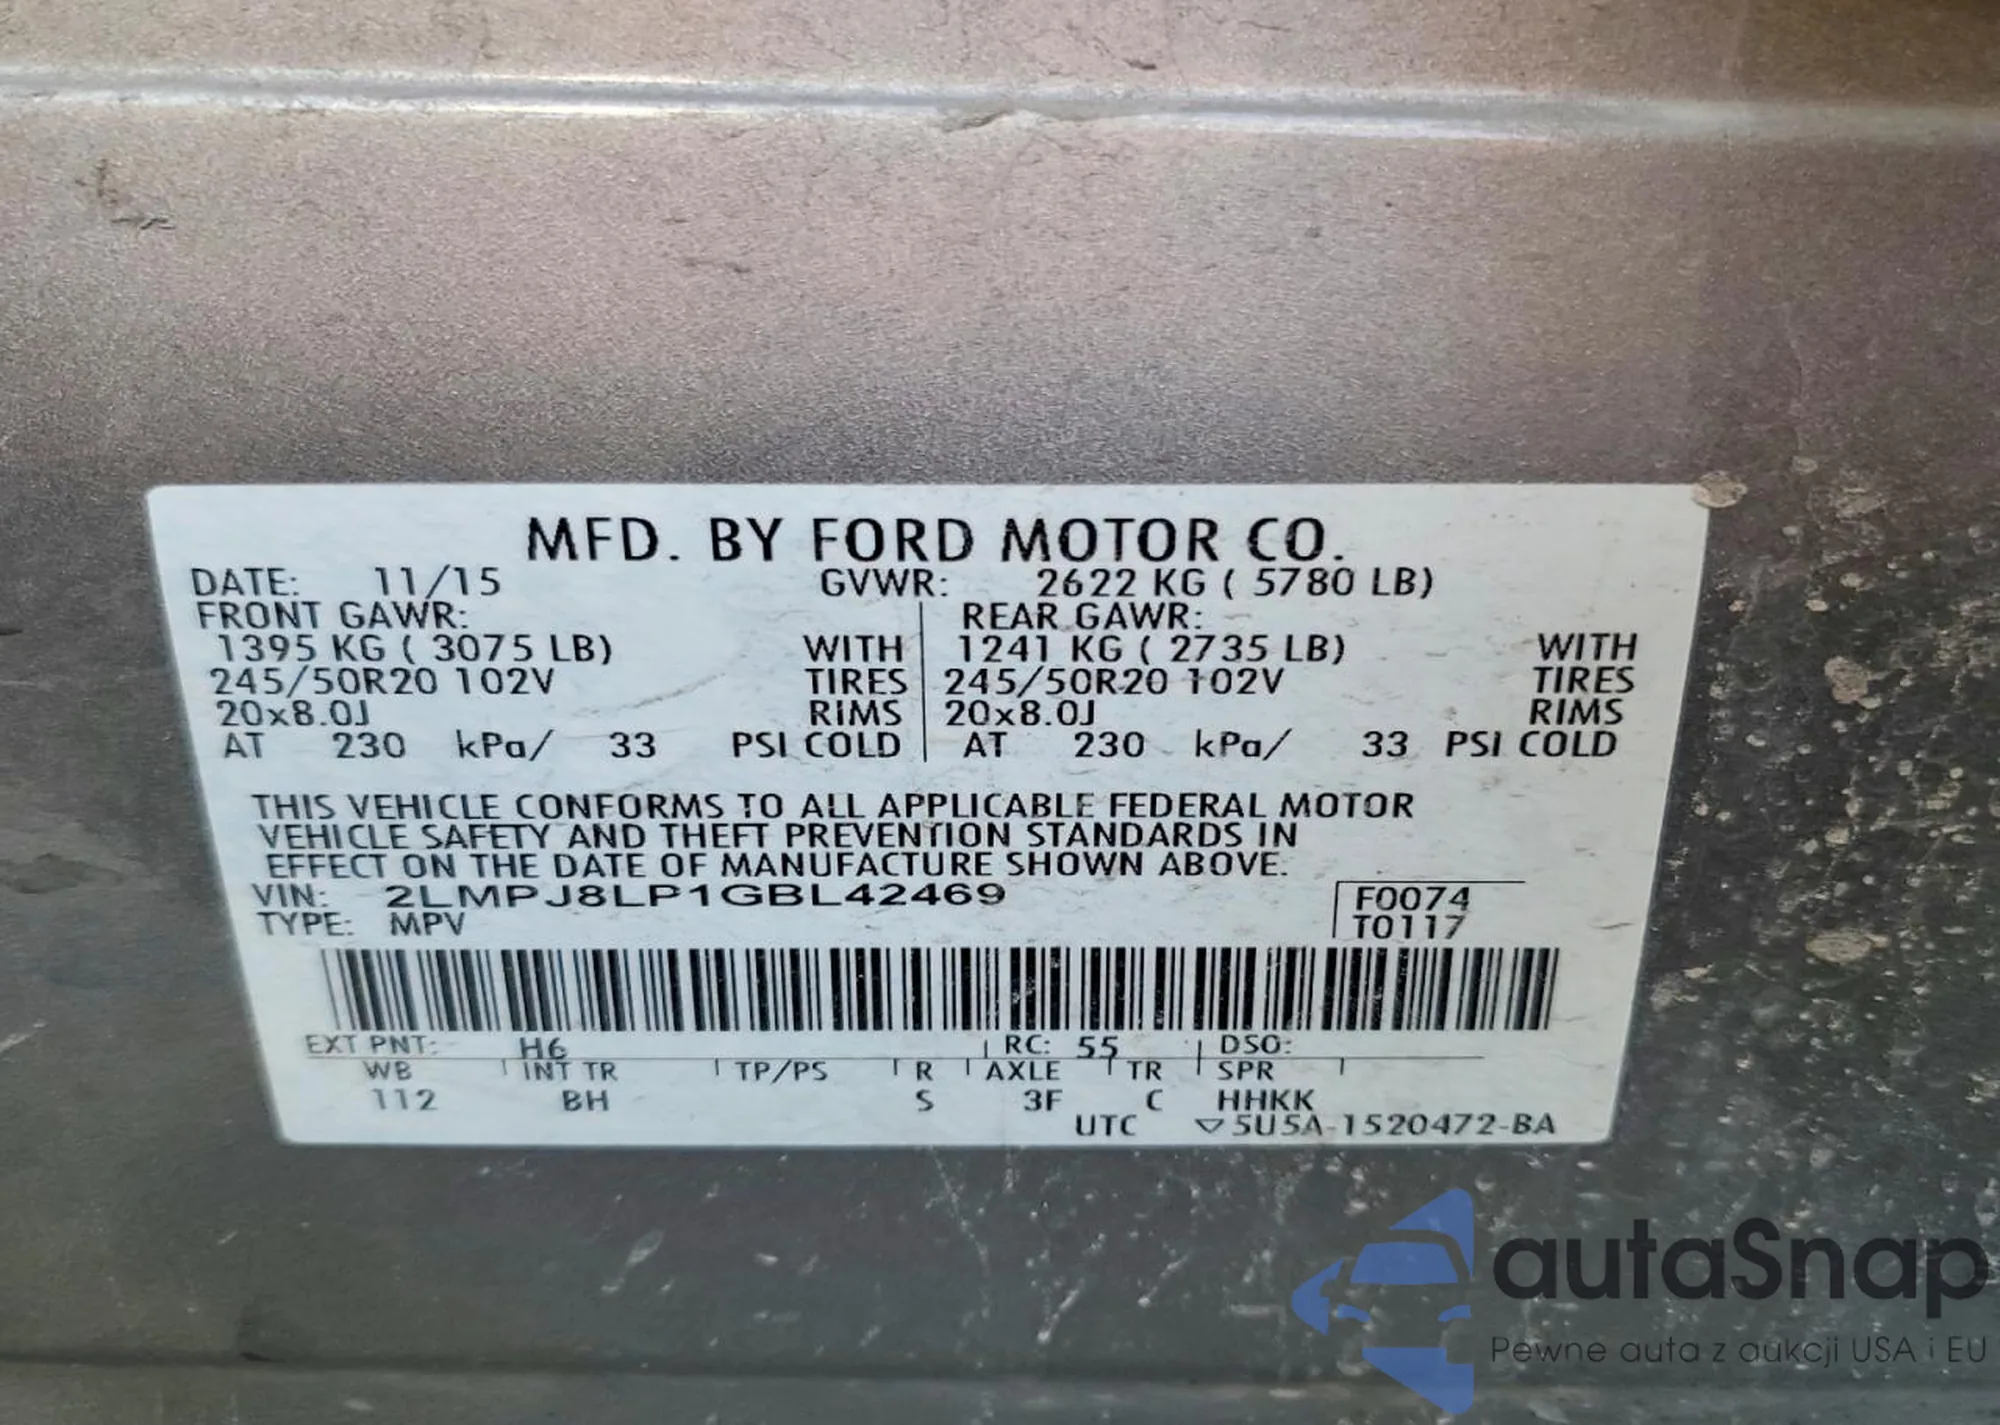 MFD. BY FORD MOTOR CO.
DATE: 11/15 GVWR: 2622 KG ( 5780 LB)
FRONT GAWR: REAR GAWR:
1395 KG ( 3075 LB) WITH 1241 KG ( 2735 LB) WITH
245/50R20 102V TIRES 245/50R20 102V TIRES
20x8.0J RIMS 20x8.0J RIMS
AT 230 kPa/ 33 PSI COLD AT 230 kPa/ 33 PSI COLD
THIS VEHICLE CONFORMS TO ALL APPLICABLE FEDERAL MOTOR
VEHICLE SAFETY AND THEFT PREVENTION STANDARDS IN
EFFECT ON THE DATE OF MANUFACTURE SHOWN ABOVE.
VIN: 2LMPJ8LP1GBL42469 F0074
TYPE: MPV T0117
EXT PNT: H6 RC: 55 DSO:
WB INT TR TP/PS R AXLE TR SPR
112 BH S 3F C HHKK
UTC ▽5U5A-1520472-BA
autaSnap
Pewne auta z aukcji USA i EU